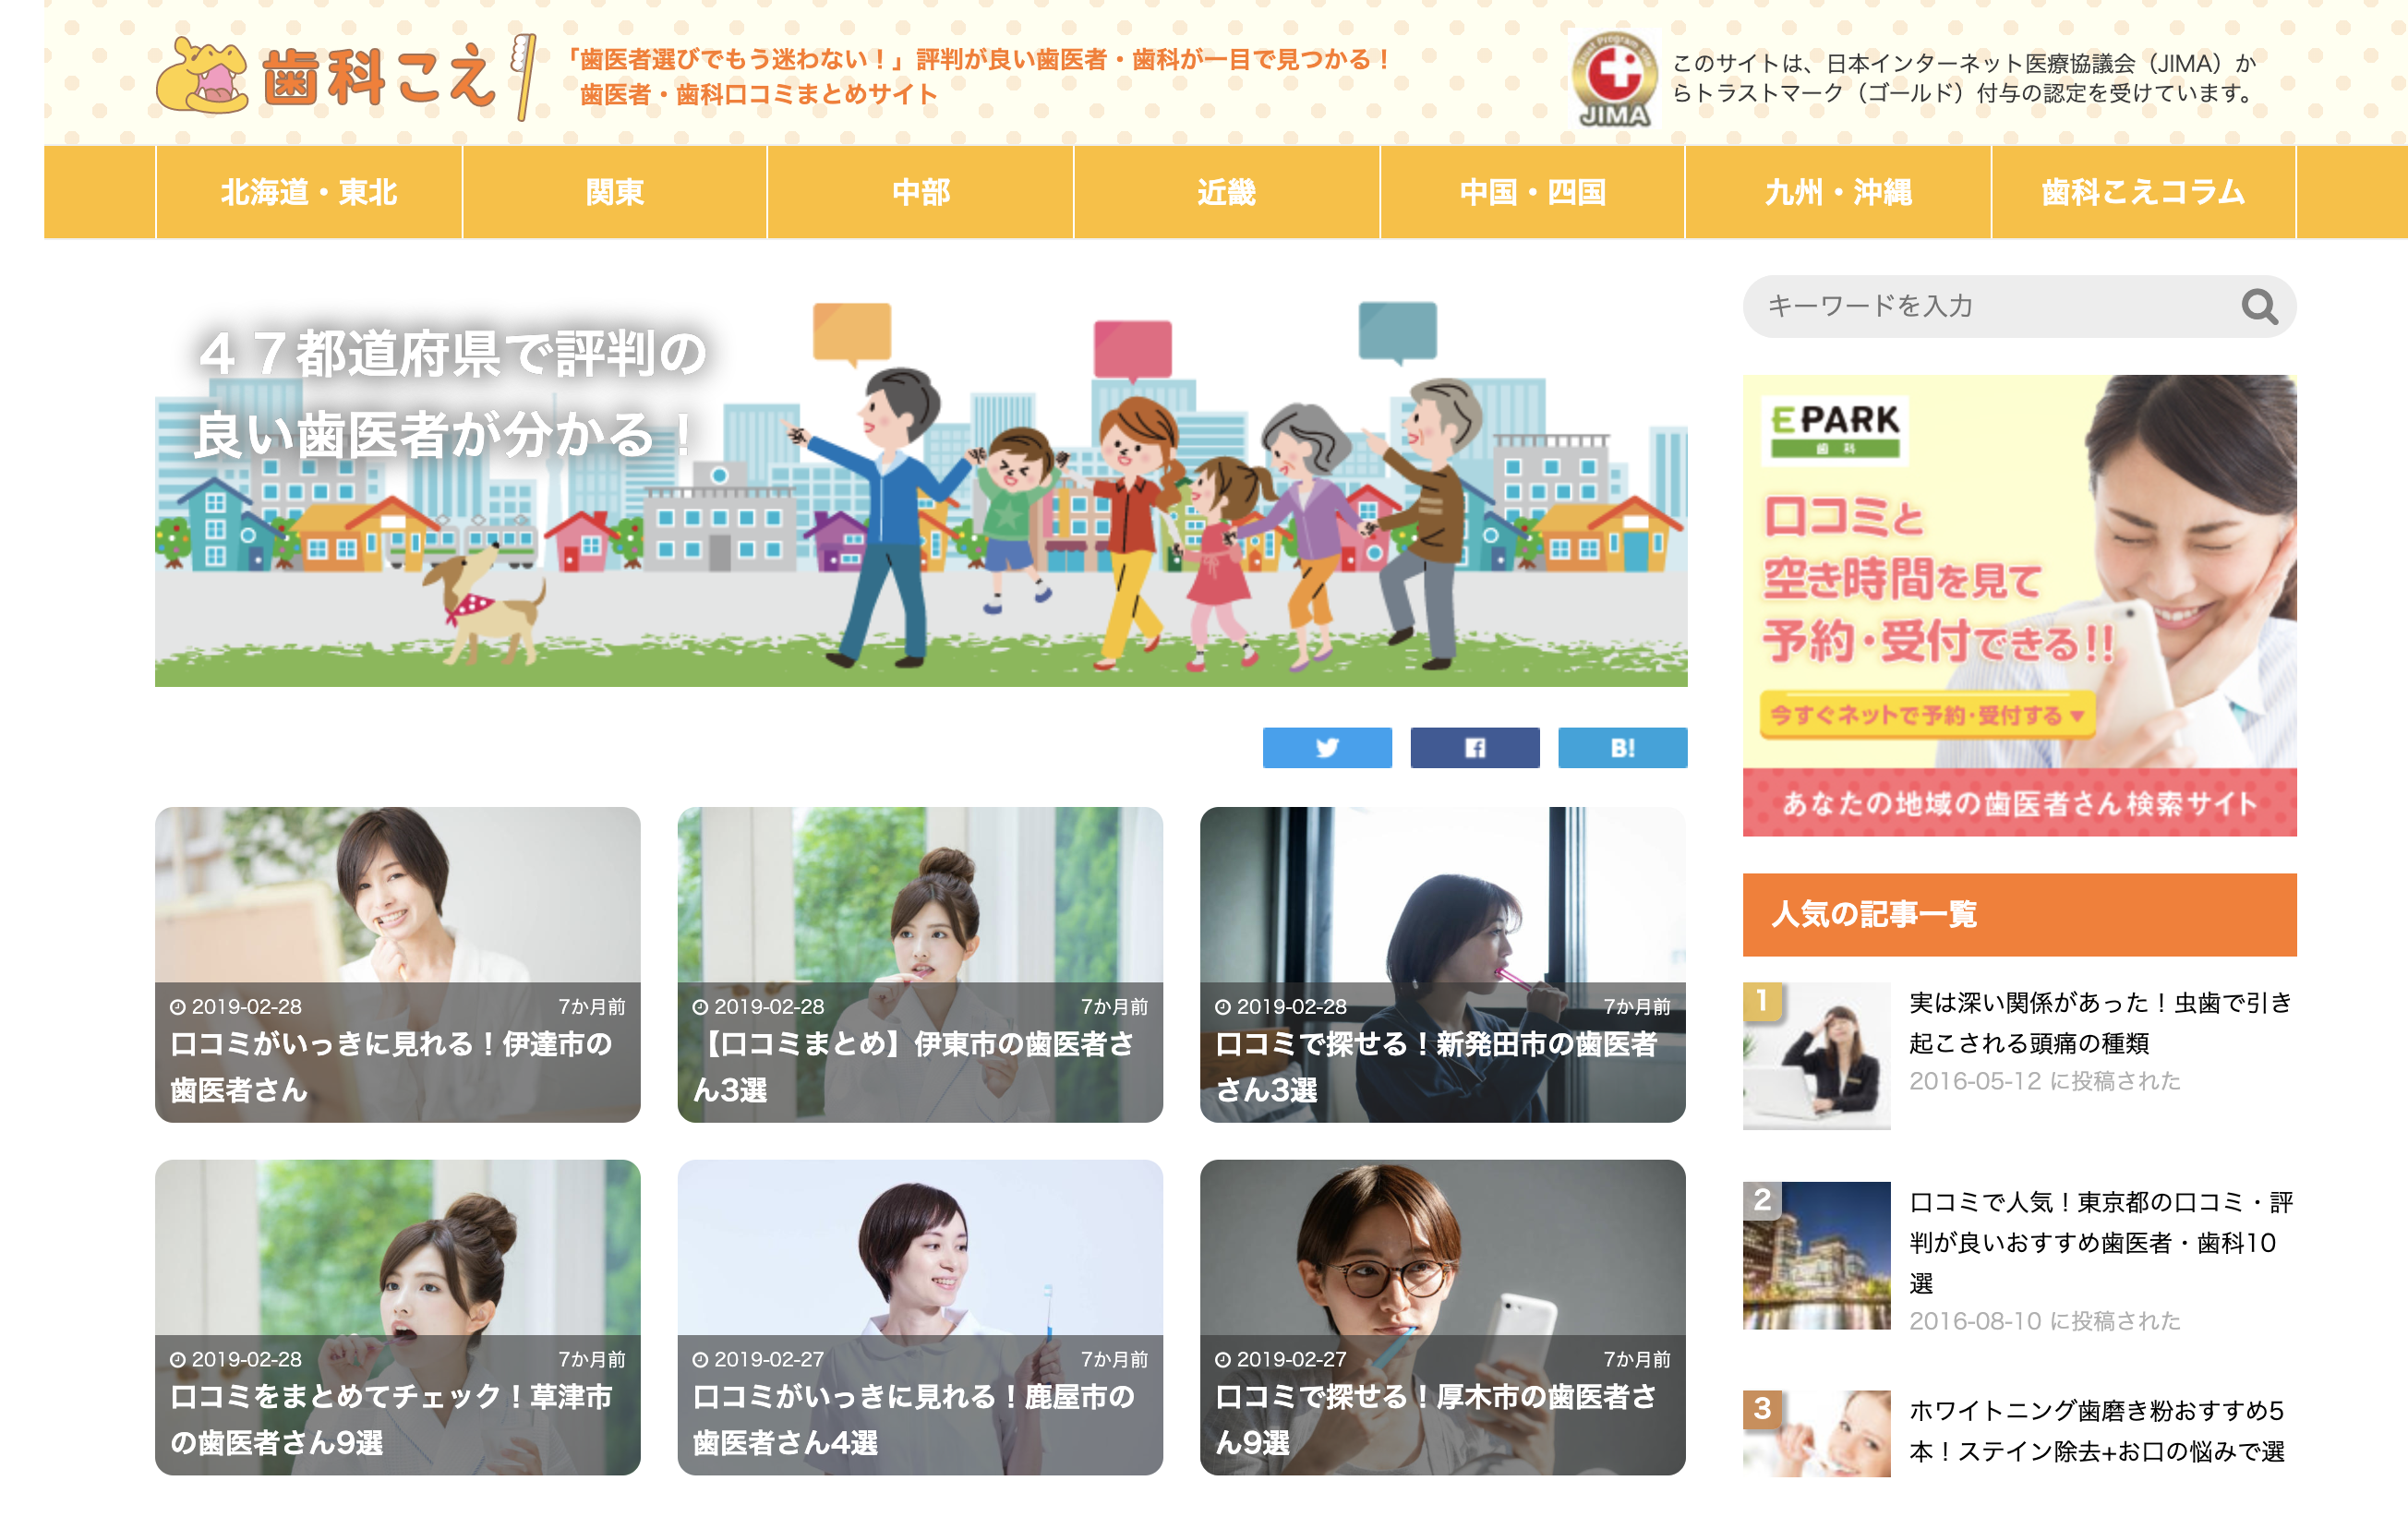 歯科こえ
「歯医者選びでもう迷わない！」評判が良い歯医者・歯科が一目で見つかる！
歯医者・歯科口コミまとめサイト
Trust Program Site
JIMA
このサイトは、日本インターネット医療協議会（JIMA）か
らトラストマーク（ゴールド）付与の認定を受けています。
北海道・東北
関東
中部
近畿
中国・四国
九州・沖縄
歯科こえコラム
４７都道府県で評判の
良い歯医者が分かる！
キーワードを入力
EPARK
歯科
口コミと
空き時間を見て
予約・受付できる!!
今すぐネットで予約・受付する▼
あなたの地域の歯医者さん検索サイト
B!
2019-02-28 7か月前
口コミがいっきに見れる！伊達市の
歯医者さん
2019-02-28 7か月前
【口コミまとめ】伊東市の歯医者さ
ん3選
2019-02-28 7か月前
口コミで探せる！新発田市の歯医者
さん3選
2019-02-28 7か月前
口コミをまとめてチェック！草津市
の歯医者さん9選
2019-02-27 7か月前
口コミがいっきに見れる！鹿屋市の
歯医者さん4選
2019-02-27 7か月前
口コミで探せる！厚木市の歯医者さ
ん9選
人気の記事一覧
1
実は深い関係があった！虫歯で引き
起こされる頭痛の種類
2016-05-12 に投稿された
2
口コミで人気！東京都の口コミ・評
判が良いおすすめ歯医者・歯科10
選
2016-08-10 に投稿された
3
ホワイトニング歯磨き粉おすすめ5
本！ステイン除去+お口の悩みで選